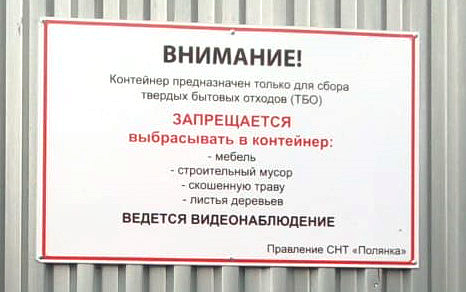 ВНИМАНИЕ!
Контейнер предназначен только для сбора
твердых бытовых отходов (ТБО)
ЗАПРЕЩАЕТСЯ
выбрасывать в контейнер:
- мебель
- строительный мусор
- скошенную траву
- листья деревьев
ВЕДЕТСЯ ВИДЕОНАБЛЮДЕНИЕ
Правление СНТ «Полянка»